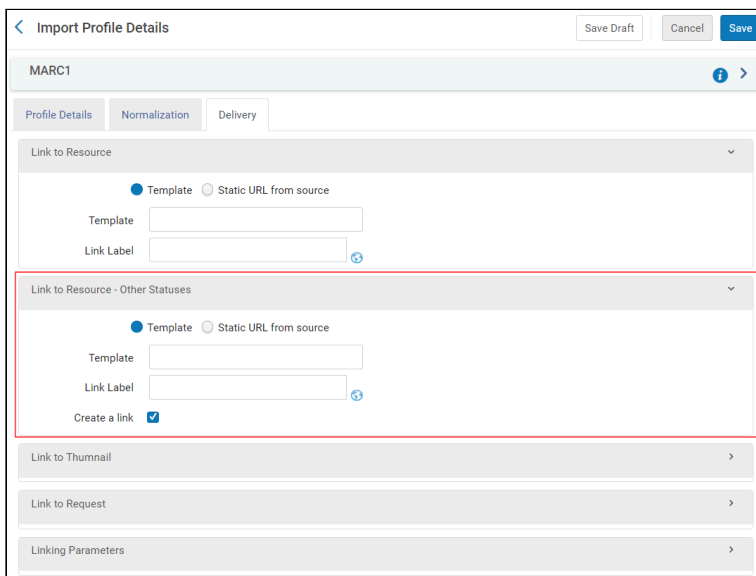 Import Profile Details
Save Draft
Cancel
Save
MARC1
Profile Details
Normalization
Delivery
Link to Resource
Template
Static URL from source
Template
Link Label
Link to Resource - Other Statuses
Template
Static URL from source
Template
Link Label
Create a link
Link to Thumnail
Link to Request
Linking Parameters